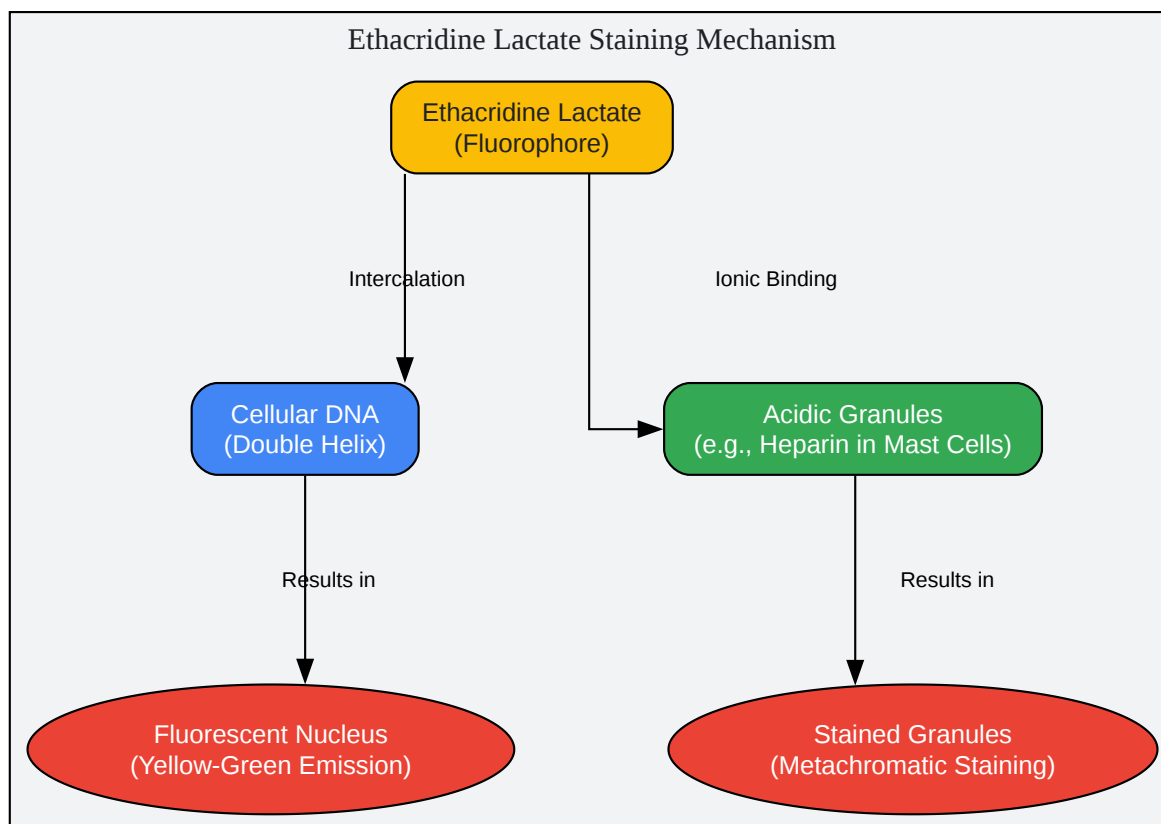 Ethacridine Lactate Staining Mechanism
Ethacridine Lactate
(Fluorophore)
Intercalation
Ionic Binding
Cellular DNA
(Double Helix)
Acidic Granules
(e.g., Heparin in Mast Cells)
Results in
Results in
Fluorescent Nucleus
(Yellow-Green Emission)
Stained Granules
(Metachromatic Staining)